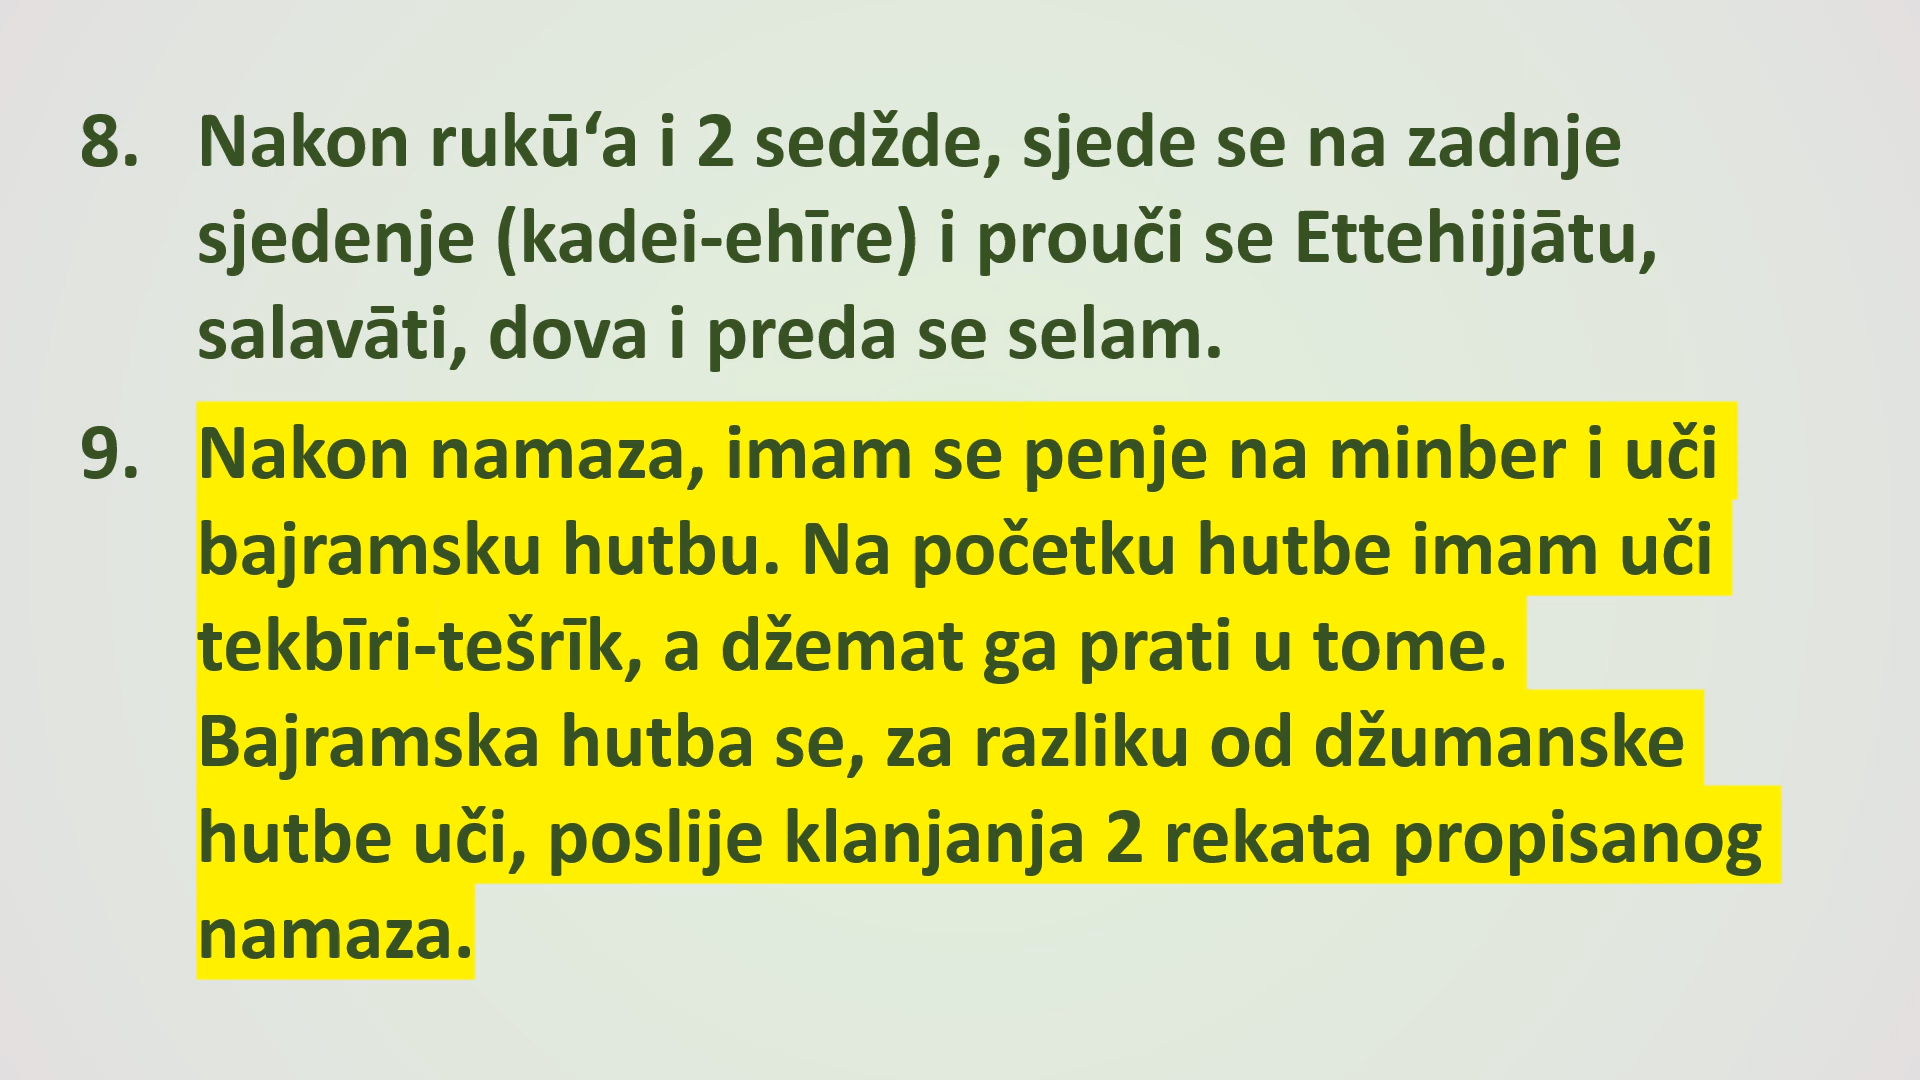 8. Nakon rukū‘a i 2 sedžde, sjede se na zadnje
sjedenje (kadei-ehīre) i prouči se Ettehijjātu,
salavāti, dova i preda se selam.
9. Nakon namaza, imam se penje na minber i uči
bajramsku hutbu. Na početku hutbe imam uči
tekbīri-tešrīk, a džemat ga prati u tome.
Bajramska hutba se, za razliku od džumanske
hutbe uči, poslije klanjanja 2 rekata propisanog
namaza.